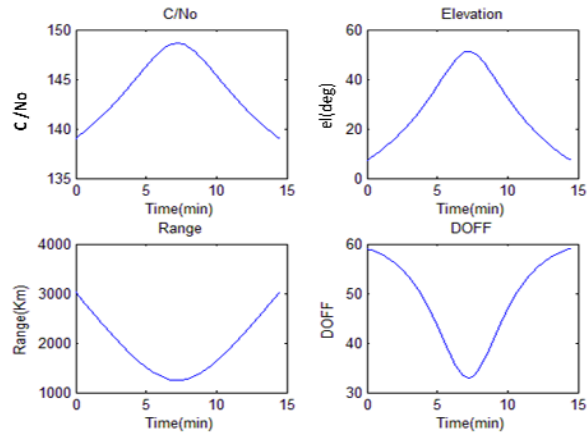 C/No
150
145
140
135
C/No
0 5 10 15
Time(min)
Elevation
60
40
20
0
el(deg)
0 5 10 15
Time(min)
Range
4000
3000
2000
1000
Range(Km)
0 5 10 15
Time(min)
DOFF
60
50
40
30
DOFF
0 5 10 15
Time(min)